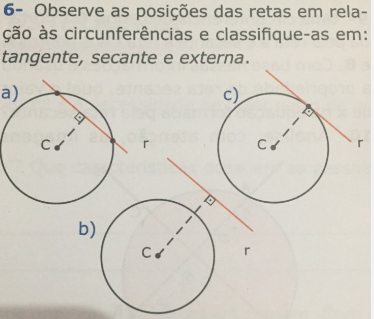 6- Observe as posições das retas em rela-
ção às circunferências e classifique-as em:
tangente, secante e externa.
a)
C
r
c)
C
r
b)
C
r